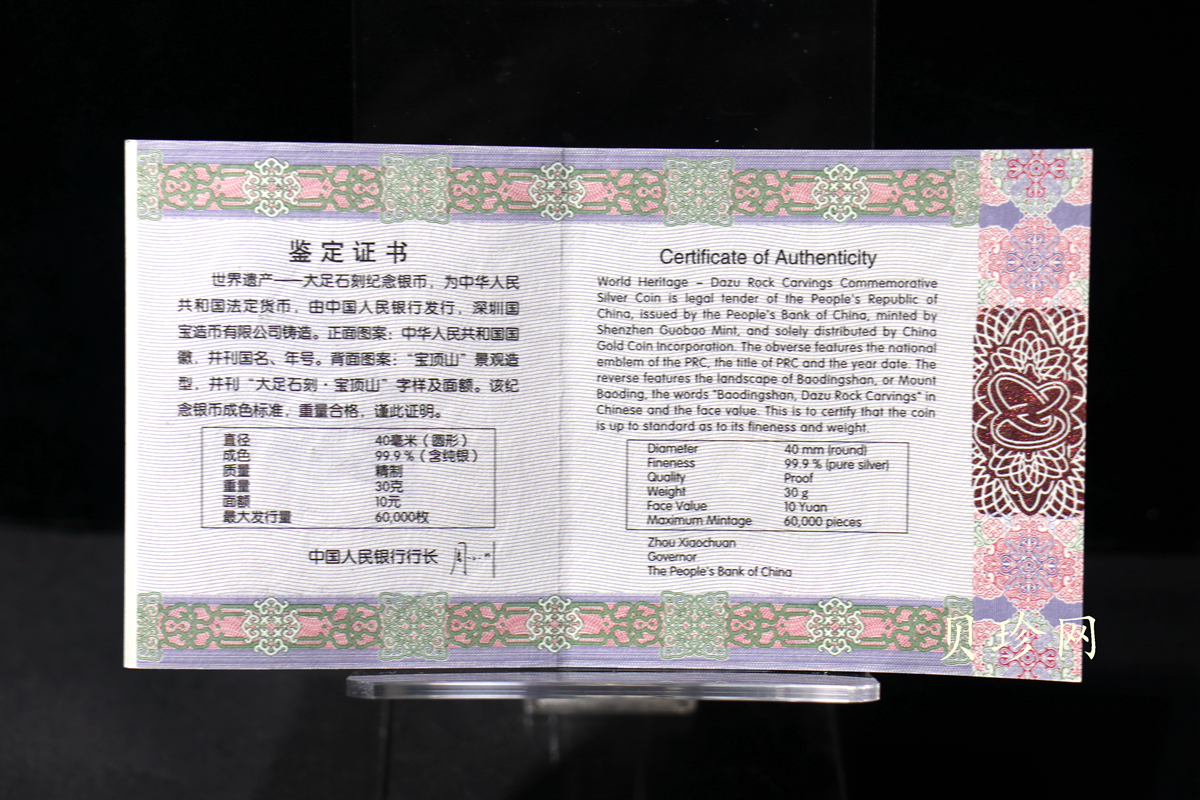 鉴定证书
世界遗产——大足石刻纪念银币，为中华人民
共和国法定货币，由中国人民银行发行，深圳国
宝造币有限公司铸造。正面图案：中华人民共和国国
徽，并刊国名、年号。背面图案：“宝顶山”景观造
型，并刊“大足石刻·宝顶山”字样及面额。该纪
念银币成色标准，重量合格，谨此证明。
直径 40毫米（圆形）
成色 99.9%（含纯银）
质量 精制
重量 30克
面额 10元
最大发行量 60,000枚
中国人民银行行长
Certificate of Authenticity
World Heritage – Dazu Rock Carvings Commemorative
Silver Coin is legal tender of the People's Republic of
China, issued by the People's Bank of China, minted by
Shenzhen Guobao Mint, and solely distributed by China
Gold Coin Incorporation. The obverse features the national
emblem of the PRC, the title of PRC and the year date. The
reverse features the landscape of Baodingshan, or Mount
Baoding, the words "Baodingshan, Dazu Rock Carvings" in
Chinese and the face value. This is to certify that the coin
is up to standard as to its fineness and weight.
Diameter 40 mm (round)
Fineness 99.9 % (pure silver)
Quality Proof
Weight 30 g
Face Value 10 Yuan
Maximum Mintage 60,000 pieces
Zhou Xiaochuan
Governor
The People's Bank of China
贝珍网